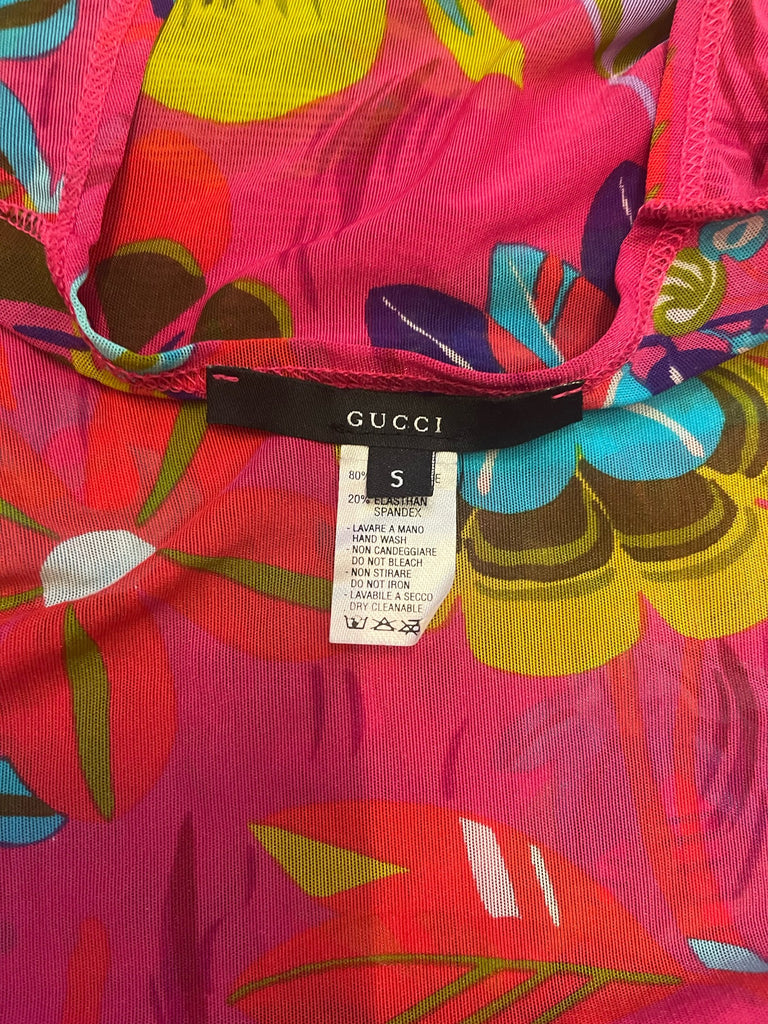 GUCCI
S
80% E
20% ELASTHAN
SPANDEX
- LAVARE A MANO
HAND WASH
- NON CANDEGGIARE
DO NOT BLEACH
- NON STIRARE
DO NOT IRON
- LAVABILE A SECCO
DRY CLEANABLE